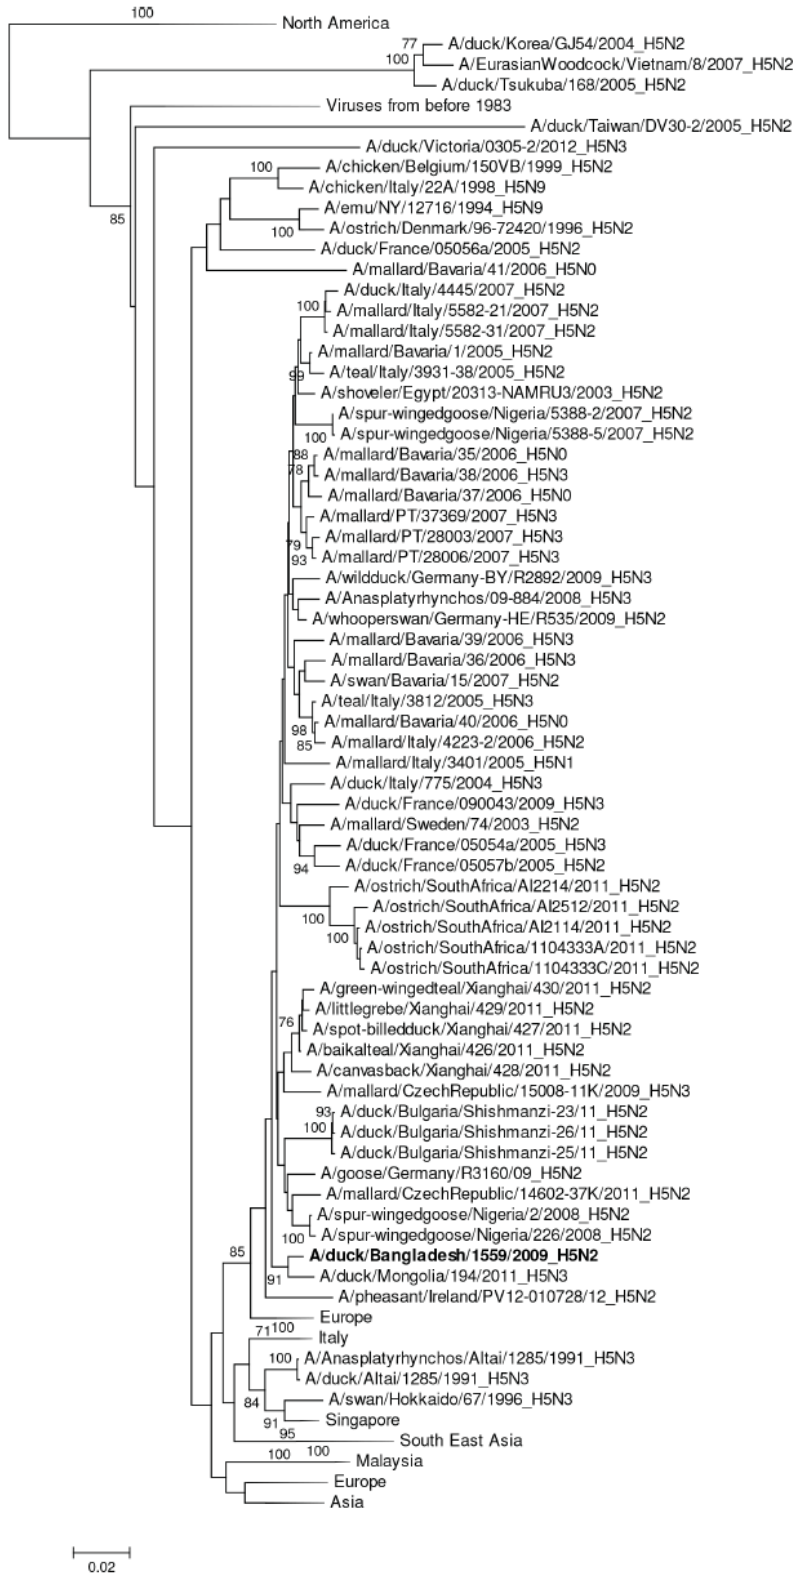 100
North America
77
A/duck/Korea/GJ54/2004_H5N2
100
A/EurasianWoodcock/Vietnam/8/2007_H5N2
A/duck/Tsukuba/168/2005_H5N2
Viruses from before 1983
A/duck/Taiwan/DV30-2/2005_H5N2
A/duck/Victoria/0305-2/2012_H5N3
100
A/chicken/Belgium/150VB/1999_H5N2
A/chicken/Italy/22A/1998_H5N9
85
A/emu/NY/12716/1994_H5N9
100
A/ostrich/Denmark/96-72420/1996_H5N2
A/duck/France/05056a/2005_H5N2
A/mallard/Bavaria/41/2006_H5N0
A/duck/Italy/4445/2007_H5N2
100
A/mallard/Italy/5582-21/2007_H5N2
A/mallard/Italy/5582-31/2007_H5N2
A/mallard/Bavaria/1/2005_H5N2
99
A/teal/Italy/3931-38/2005_H5N2
A/shoveler/Egypt/20313-NAMRU3/2003_H5N2
A/spur-wingedgoose/Nigeria/5388-2/2007_H5N2
100
A/spur-wingedgoose/Nigeria/5388-5/2007_H5N2
88
A/mallard/Bavaria/35/2006_H5N0
78
A/mallard/Bavaria/38/2006_H5N3
A/mallard/Bavaria/37/2006_H5N0
A/mallard/PT/37369/2007_H5N3
79
A/mallard/PT/28003/2007_H5N3
93
A/mallard/PT/28006/2007_H5N3
A/wildduck/Germany-BY/R2892/2009_H5N3
A/Anasplatyrhynchos/09-884/2008_H5N3
A/whooperswan/Germany-HE/R535/2009_H5N2
A/mallard/Bavaria/39/2006_H5N3
A/mallard/Bavaria/36/2006_H5N3
A/swan/Bavaria/15/2007_H5N2
A/teal/Italy/3812/2005_H5N3
98
A/mallard/Bavaria/40/2006_H5N0
85
A/mallard/Italy/4223-2/2006_H5N2
A/mallard/Italy/3401/2005_H5N1
A/duck/Italy/775/2004_H5N3
A/duck/France/090043/2009_H5N3
A/mallard/Sweden/74/2003_H5N2
A/duck/France/05054a/2005_H5N3
94
A/duck/France/05057b/2005_H5N2
A/ostrich/SouthAfrica/AI2214/2011_H5N2
100
A/ostrich/SouthAfrica/AI2512/2011_H5N2
100
A/ostrich/SouthAfrica/AI2114/2011_H5N2
A/ostrich/SouthAfrica/1104333A/2011_H5N2
A/ostrich/SouthAfrica/1104333C/2011_H5N2
A/green-wingedteal/Xianghai/430/2011_H5N2
A/littlegrebe/Xianghai/429/2011_H5N2
76
A/spot-billedduck/Xianghai/427/2011_H5N2
A/baikalteal/Xianghai/426/2011_H5N2
A/canvasback/Xianghai/428/2011_H5N2
A/mallard/CzechRepublic/15008-11K/2009_H5N3
93
A/duck/Bulgaria/Shishmanzi-23/11_H5N2
100
A/duck/Bulgaria/Shishmanzi-26/11_H5N2
A/duck/Bulgaria/Shishmanzi-25/11_H5N2
A/goose/Germany/R3160/09_H5N2
A/mallard/CzechRepublic/14602-37K/2011_H5N2
A/spur-wingedgoose/Nigeria/2/2008_H5N2
100
A/spur-wingedgoose/Nigeria/226/2008_H5N2
85
A/duck/Bangladesh/1559/2009_H5N2
91
A/duck/Mongolia/194/2011_H5N3
A/pheasant/Ireland/PV12-010728/12_H5N2
Europe
71 100
Italy
100
A/Anasplatyrhynchos/Altai/1285/1991_H5N3
A/duck/Altai/1285/1991_H5N3
84
A/swan/Hokkaido/67/1996_H5N3
91
Singapore
95
South East Asia
100 100
Malaysia
Europe
Asia
0.02